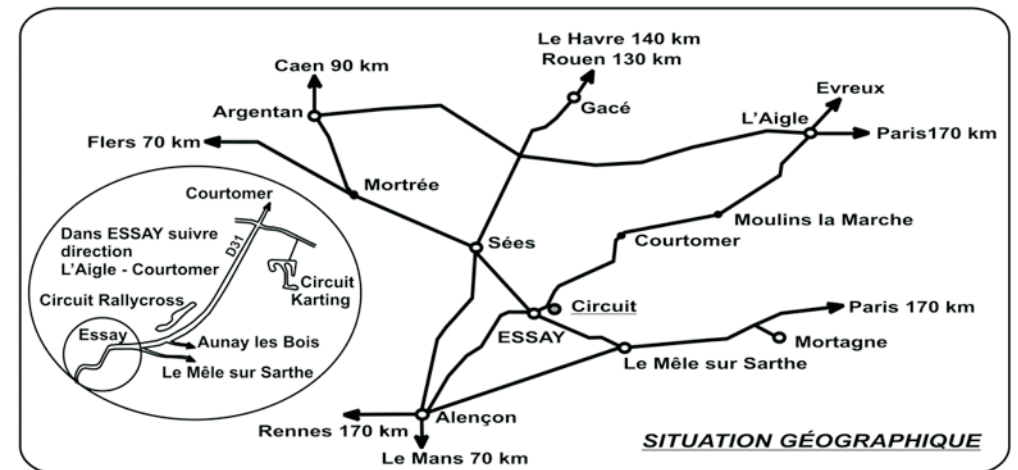 Le Havre 140 km
Rouen 130 km
Caen 90 km
Evreux
Argentan
Gacé
L'Aigle
Paris170 km
Flers 70 km
Mortrée
Courtomer
Moulins la Marche
Dans ESSAY suivre
direction
L'Aigle - Courtomer
D31
Sées
Courtomer
Circuit
Karting
Circuit Rallycross
Circuit
Paris 170 km
Essay
ESSAY
Aunay les Bois
Mortagne
Le Mêle sur Sarthe
Le Mêle sur Sarthe
Alençon
Rennes 170 km
SITUATION GÉOGRAPHIQUE
Le Mans 70 km